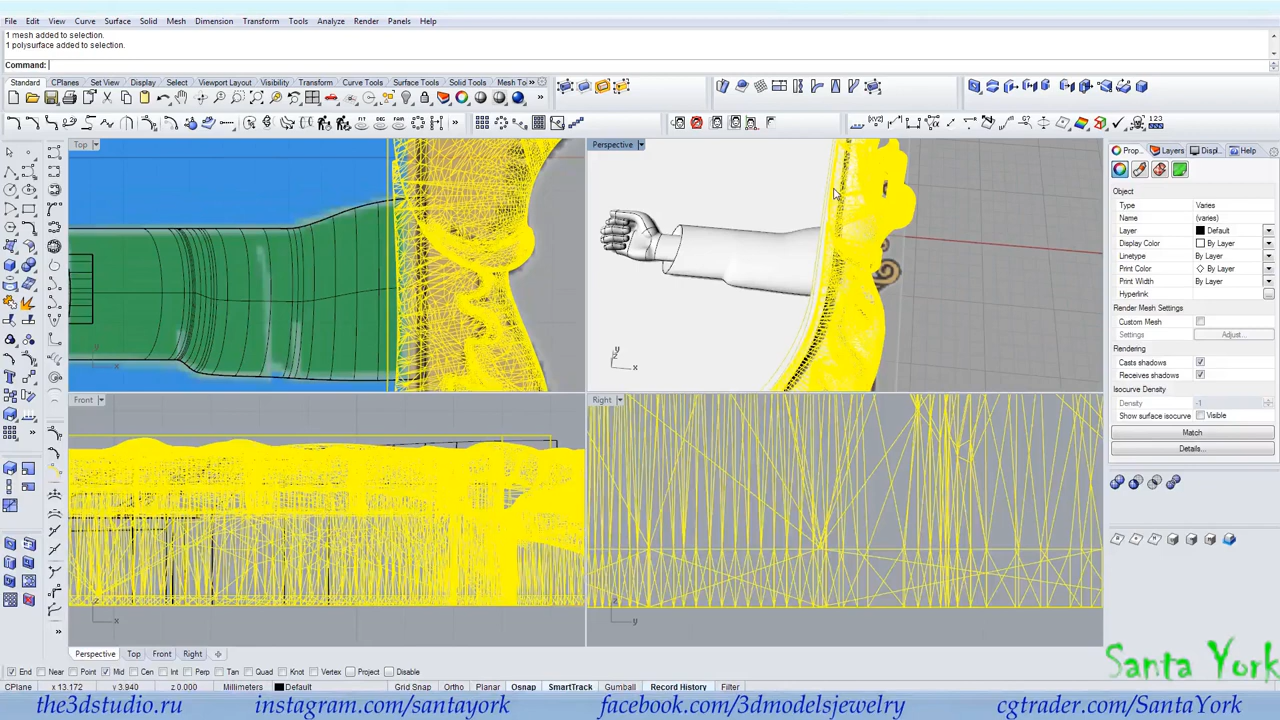 File Edit View Curve Surface Solid Mesh Dimension Transform Tools Analyze Render Panels Help
1 mesh added to selection.
1 polysurface added to selection.
Command:
Standard CPlanes Set View Display Select Viewport Layout Visibility Transform Curve Tools Surface Tools Solid Tools Mesh To
Top
Perspective
Prop... Layers Displ... Help
Object
Type Varies
Name (varies)
Layer Default
Display Color By Layer
Linetype By Layer
Print Color By Layer
Print Width By Layer
Hyperlink
Render Mesh Settings
Custom Mesh
Settings Adjust...
Rendering
Casts shadows
Receives shadows
Isocurve Density
Density -1
Show surface isocurve Visible
Match
Details...
Front
Right
y
x
y
x
z
x
z
y
Perspective Top Front Right
End Near Point Mid Cen Int Perp Tan Quad Knot Vertex Project Disable
CPlane x 13.172 y 3.940 z 0.000 Millimeters Default Grid Snap Ortho Planar Osnap SmartTrack Gumball Record History Filter
Santa York
the3dstudio.ru instagram.com/santayork facebook.com/3dmodelsjewelry cgtrader.com/SantaYork